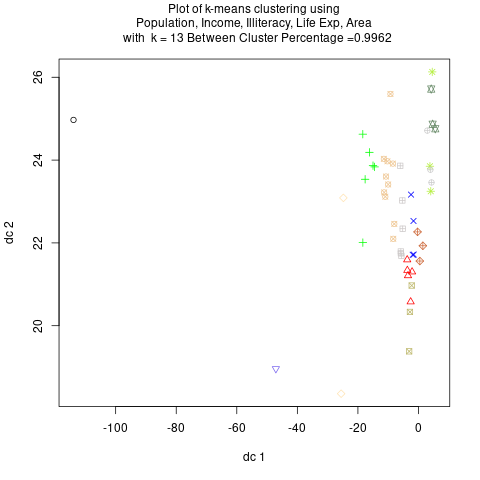 Plot of k-means clustering using
Population, Income, Illiteracy, Life Exp, Area
with k = 13 Between Cluster Percentage =0.9962
26
24
22
20
dc 2
-100 -80 -60 -40 -20 0
dc 1